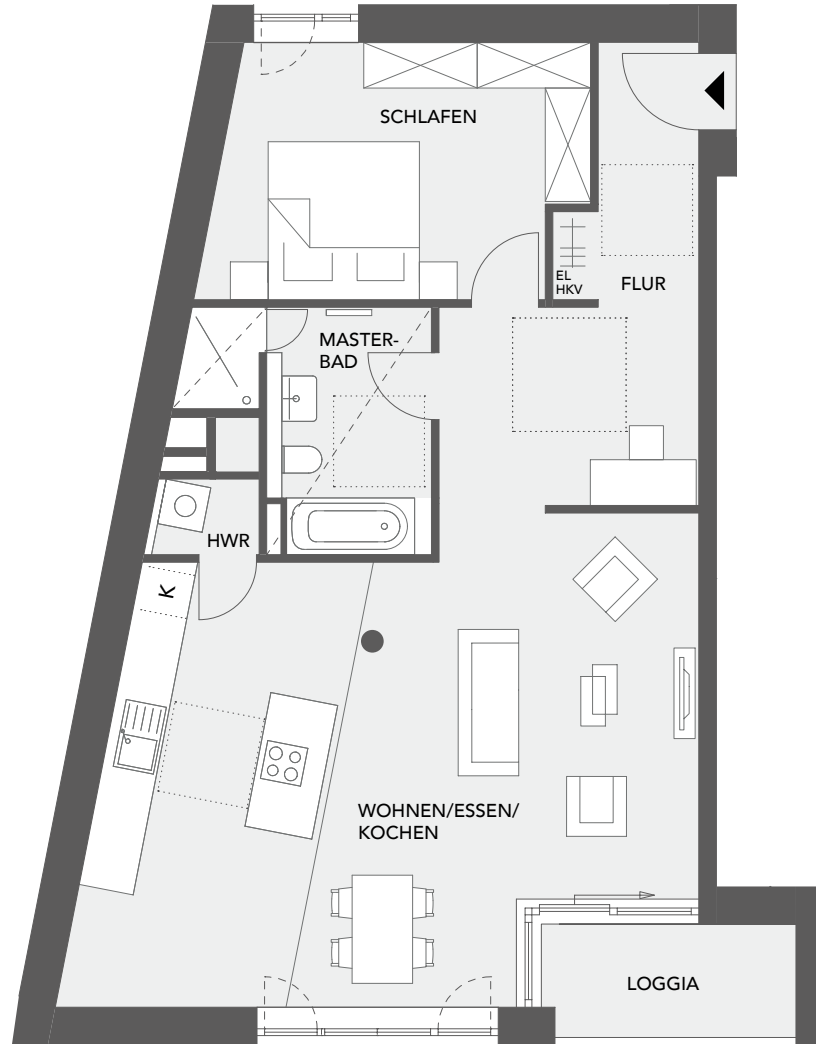 SCHLAFEN
EL
HKV
FLUR
MASTER-
BAD
HWR
K
WOHNEN/ESSEN/
KOCHEN
LOGGIA